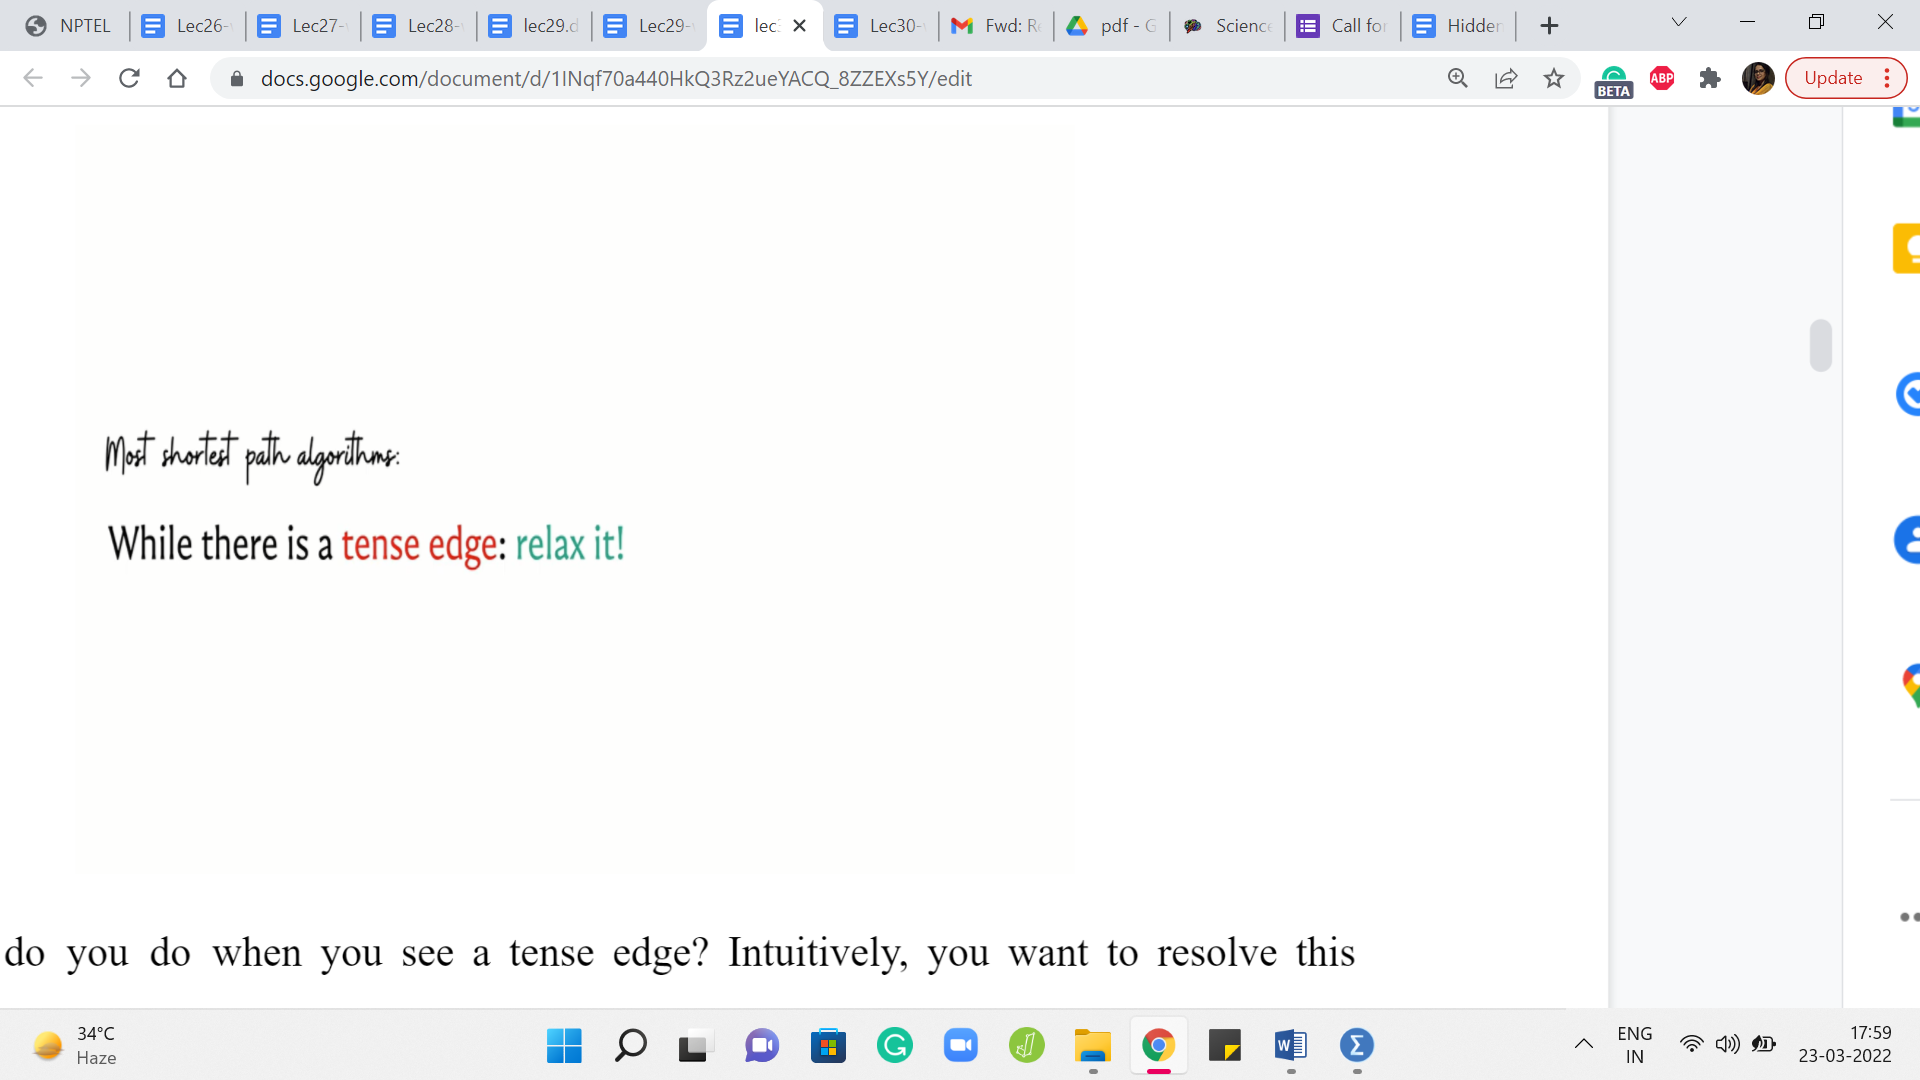 NPTEL
Lec26-
Lec27-
Lec28-
lec29.d
Lec29-
lec
Lec30-
Fwd: Re
pdf - G
Science
Call for
Hidden
docs.google.com/document/d/1lNqf70a440HkQ3Rz2ueYACQ_8ZZEXs5Y/edit
BETA
ABP
Update
Most shortest path algorithms:
While there is a tense edge: relax it!
do you do when you see a tense edge? Intuitively, you want to resolve this
34°C
Haze
ENG
IN
17:59
23-03-2022